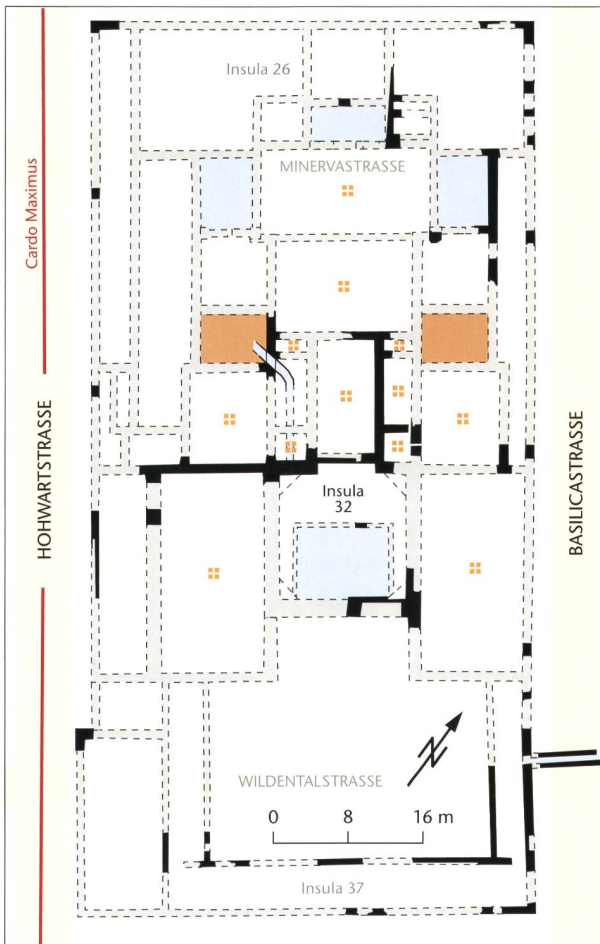 Insula 26
MINERVASTRASSE
Cardo Maximus
HOHWARTSTRASSE
BASILICASTRASSE
Insula
32
WILDENTALSTRASSE
N
0 8 16 m
Insula 37